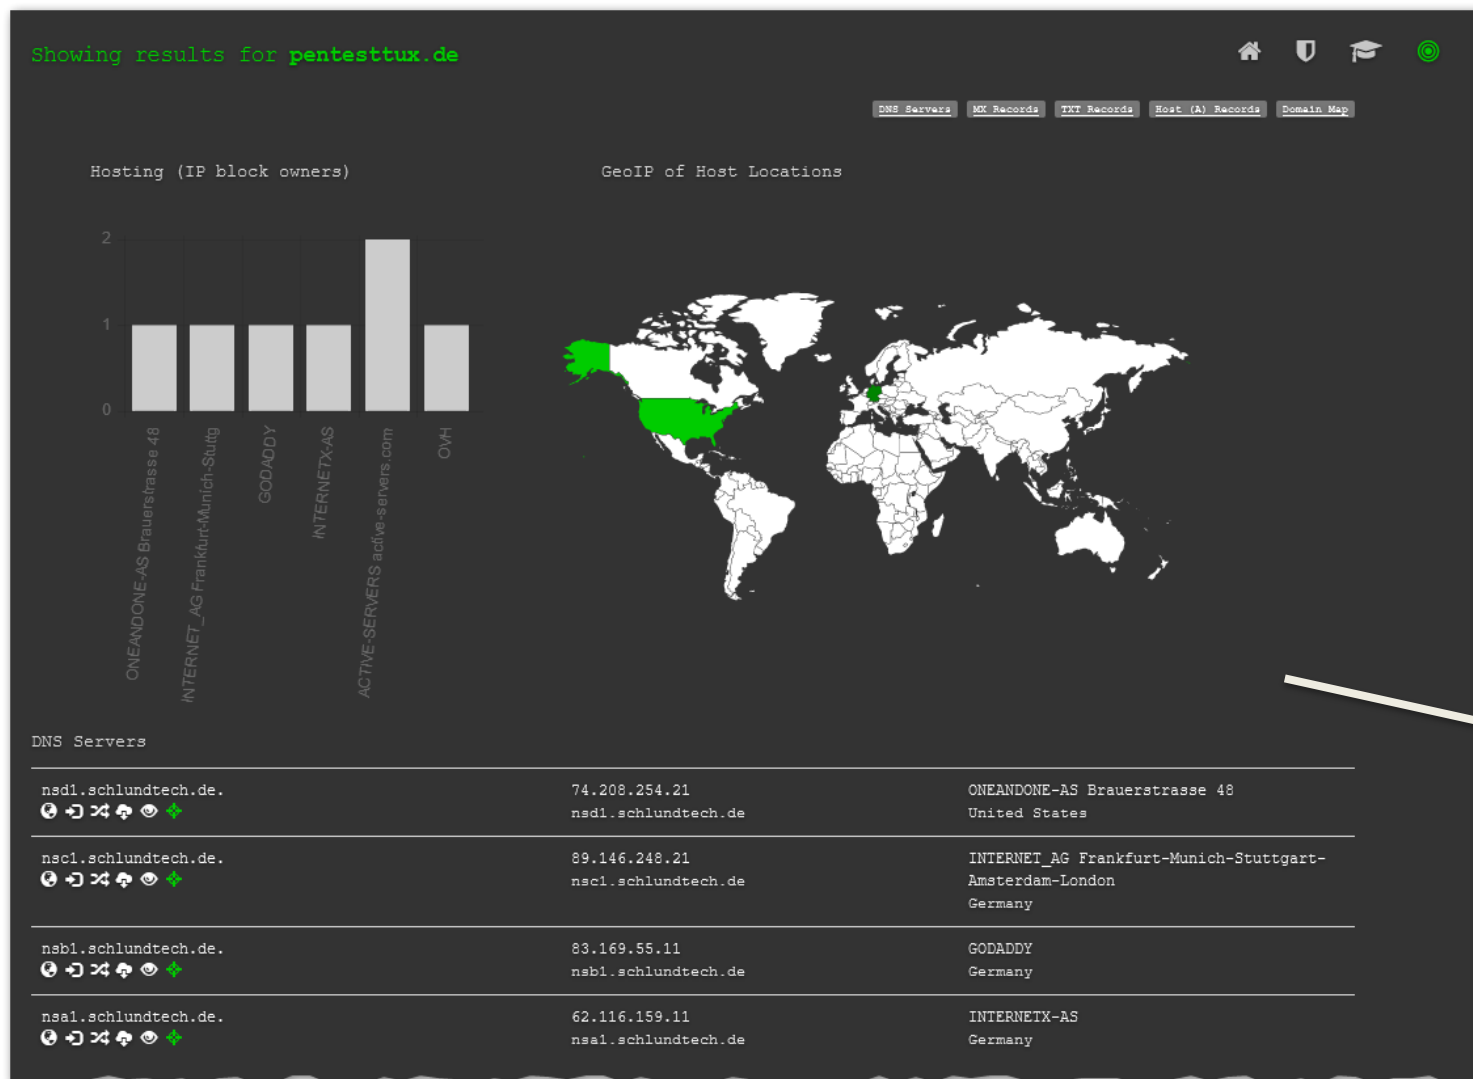 Showing results for pentesttux.de
DNS Servers MX Records TXT Records Host (A) Records Domain Map
Hosting (IP block owners)
GeoIP of Host Locations
2
1
0
ONEANDONE-AS Brauerstrasse 48
INTERNET_AG Frankfurt-Munich-Stuttg
GODADDY
INTERNETX-AS
ACTIVE-SERVERS active-servers.com
OVH
DNS Servers
nsd1.schlundtech.de. 74.208.254.21 ONEANDONE-AS Brauerstrasse 48
nsd1.schlundtech.de United States
nsc1.schlundtech.de. 89.146.248.21 INTERNET_AG Frankfurt-Munich-Stuttgart-
nsc1.schlundtech.de Amsterdam-London
Germany
nsb1.schlundtech.de. 83.169.55.11 GODADDY
nsb1.schlundtech.de Germany
nsa1.schlundtech.de. 62.116.159.11 INTERNETX-AS
nsa1.schlundtech.de Germany